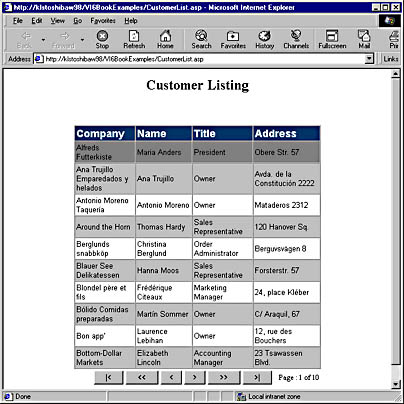 http://klstoshibaw98/VI6BookExamples/CustomerList.asp - Microsoft Internet Explorer
File Edit View Go Favorites Help
Back Forward Stop Refresh Home Search Favorites History Channels Fullscreen Mail Pri
Address http://klstoshibaw98/VI6BookExamples/CustomerList.asp Links
Customer Listing
Company Name Title Address
Alfreds
Futterkiste Maria Anders President Obere Str. 57
Ana Trujillo
Emparedados y
helados Ana Trujillo Owner Avda. de la
Constitución 2222
Antonio Moreno
Taquería Antonio Moreno Owner Mataderos 2312
Around the Horn Thomas Hardy Sales
Representative 120 Hanover Sq.
Berglunds
snabbköp Christina
Berglund Order
Administrator Berguvsvägen 8
Blauer See
Delikatessen Hanna Moos Sales
Representative Forsterstr. 57
Blondel père et
fils Frédérique
Citeaux Marketing
Manager 24, place Kléber
Bólido Comidas
preparadas Martín Sommer Owner C/ Araquil, 67
Bon app' Laurence
Lebihan Owner 12, rue des
Bouchers
Bottom-Dollar
Markets Elizabeth
Lincoln Accounting
Manager 23 Tsawassen
Blvd.
|< << < > >> >| Page : 1 of 10
Done Local intranet zone